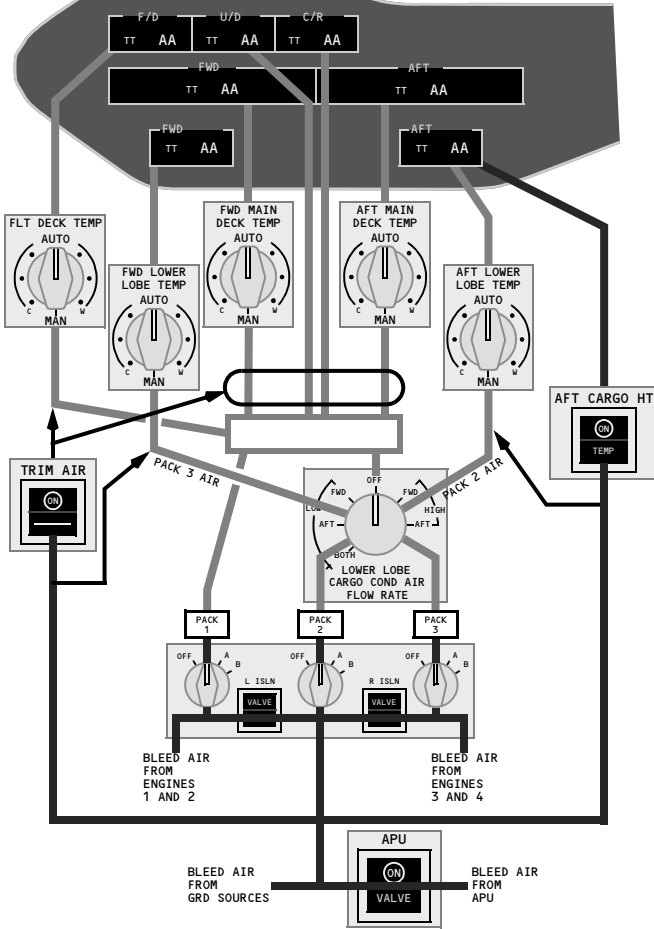 F/D U/D C/R
TT AA TT AA TT AA
FWD AFT
TT AA TT AA
FWD AFT
TT AA TT AA
FLT DECK TEMP
AUTO
C W
MAN
FWD LOWER
LOBE TEMP
AUTO
C W
MAN
FWD MAIN
DECK TEMP
AUTO
C W
MAN
AFT MAIN
DECK TEMP
AUTO
C W
MAN
AFT LOWER
LOBE TEMP
AUTO
C W
MAN
AFT CARGO HT
ON
TEMP
TRIM AIR
ON
PACK 3 AIR
PACK 2 AIR
OFF
FWD FWD
LOW HIGH
AFT AFT
BOTH
LOWER LOBE
CARGO COND AIR
FLOW RATE
PACK
1
PACK
2
PACK
3
OFF A
B
OFF A
B
OFF A
B
L ISLN
VALVE
R ISLN
VALVE
BLEED AIR
FROM
ENGINES
1 AND 2
BLEED AIR
FROM
ENGINES
3 AND 4
APU
ON
VALVE
BLEED AIR
FROM
GRD SOURCES
BLEED AIR
FROM
APU